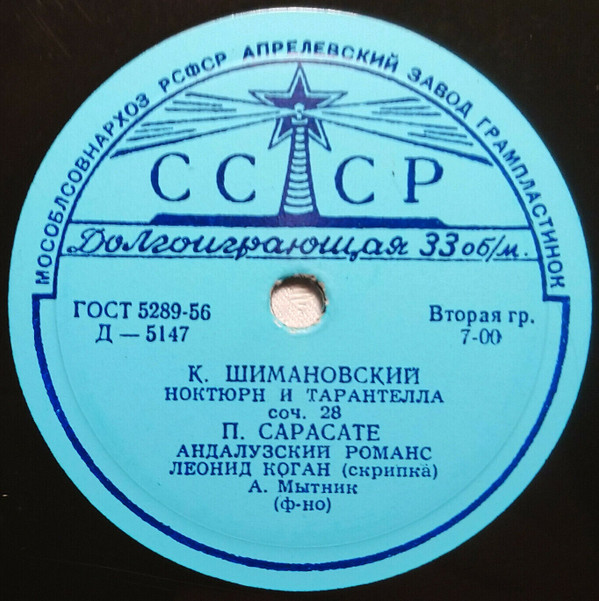 МОСОБЛСОВНАРХОЗ РСФСР АПРЕЛЕВСКИЙ ЗАВОД ГРАМПЛАСТИНОК
СССР
Долгоиграющая 33 об/м.
ГОСТ 5289-56
Д — 5147
Вторая гр.
7-00
К. ШИМАНОВСКИЙ
НОКТЮРН И ТАРАНТЕЛЛА
соч. 28
П. САРАСАТЕ
АНДАЛУЗСКИЙ РОМАНС
ЛЕОНИД КОГАН (скрипка)
А. Мытник
(ф-но)